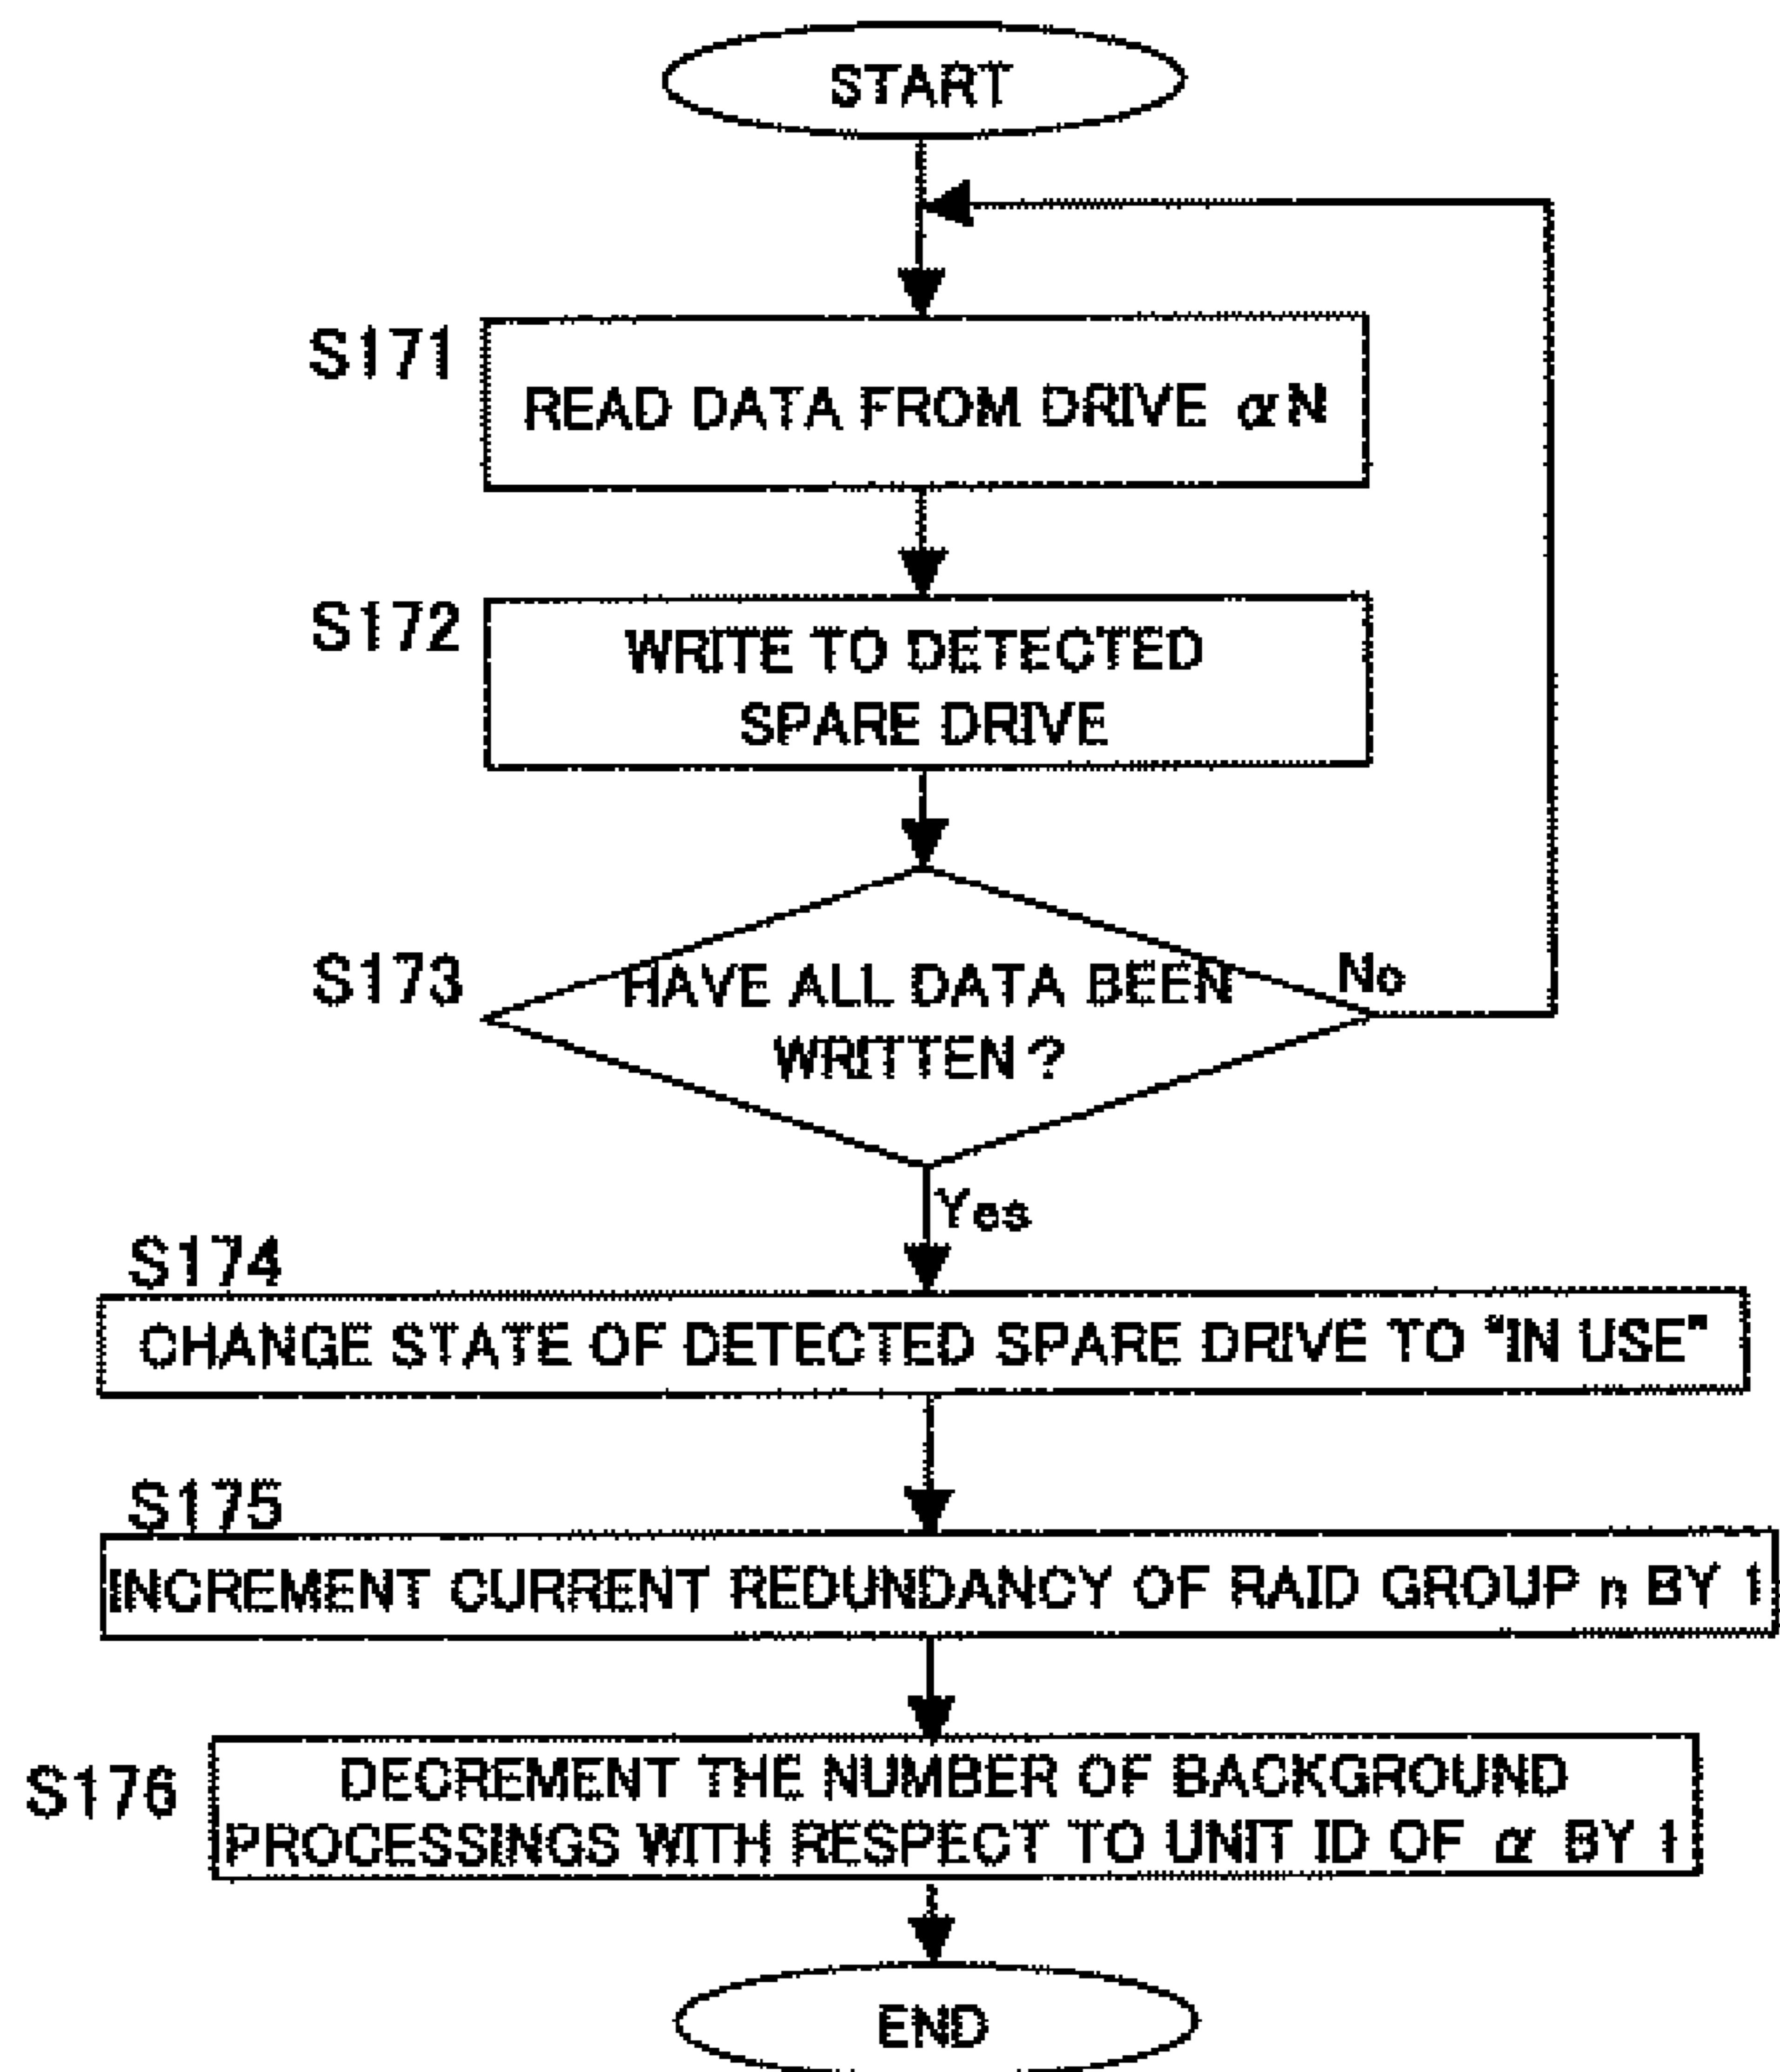 START
S171
READ DATA FROM DRIVE αN
S172
WRITE TO DETECTED
SPARE DRIVE
S173
HAVE ALL DATA BEEN
WRITTEN?
No
Yes
S174
CHANGE STATE OF DETECTED SPARE DRIVE TO "IN USE"
S175
INCREMENT CURRENT REDUNDANCY OF RAID GROUP n BY 1
S176
DECREMENT THE NUMBER OF BACKGROUND
PROCESSINGS WITH RESPECT TO UNIT ID OF α BY 1
END